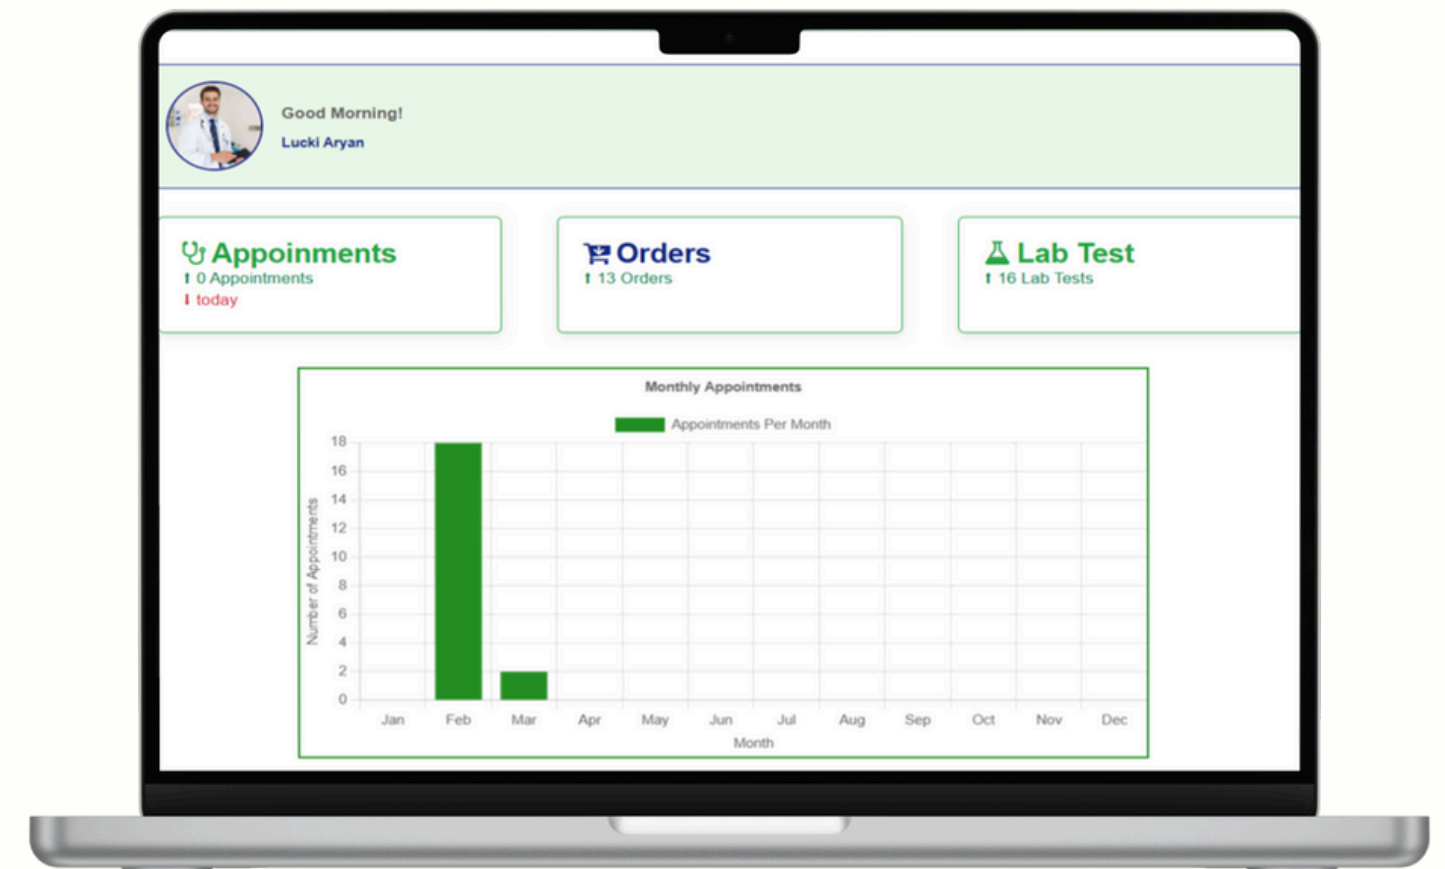 Good Morning!
Lucki Aryan
Appoinments
⬆ 0 Appointments
⬇ today
Orders
⬆ 13 Orders
Lab Test
⬆ 16 Lab Tests
Monthly Appointments
Appointments Per Month
Number of Appointments
18
16
14
12
10
8
6
4
2
0
Jan Feb Mar Apr May Jun Jul Aug Sep Oct Nov Dec
Month